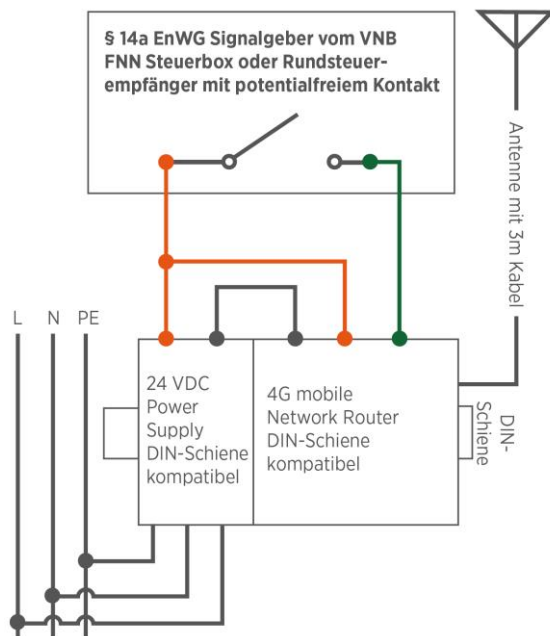 § 14a EnWG Signalgeber vom VNB
FNN Steuerbox oder Rundsteuer-
empfänger mit potentialfreiem Kontakt
Antenne mit 3m Kabel
L N PE
24 VDC
Power
Supply
DIN-Schiene
kompatibel
4G mobile
Network Router
DIN-Schiene
kompatibel
DIN-
Schiene